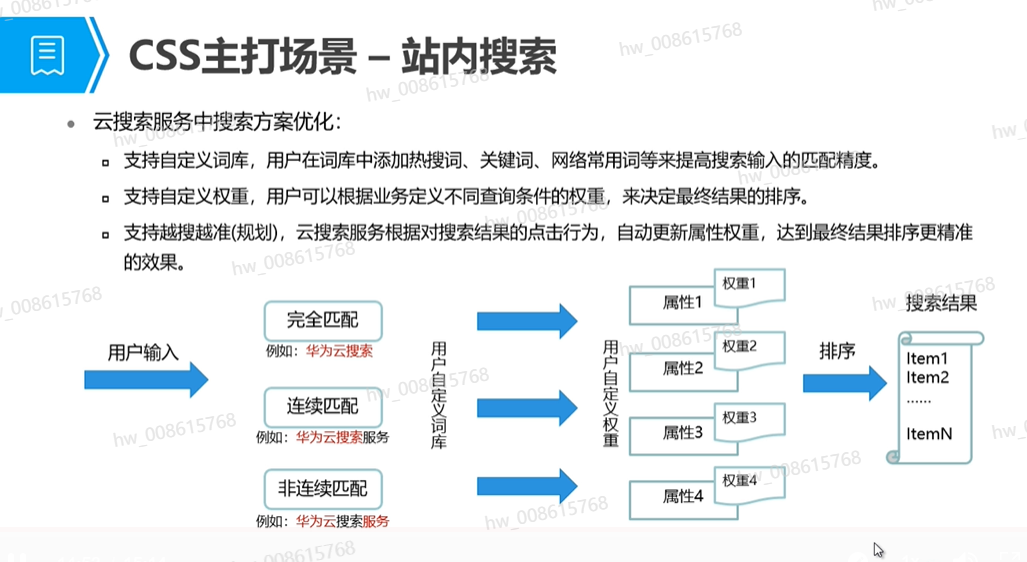 CSS主打场景 – 站内搜索
云搜索服务中搜索方案优化：
支持自定义词库，用户在词库中添加热搜词、关键词、网络常用词等来提高搜索输入的匹配精度。
支持自定义权重，用户可以根据业务定义不同查询条件的权重，来决定最终结果的排序。
支持越搜越准(规划)，云搜索服务根据对搜索结果的点击行为，自动更新属性权重，达到最终结果排序更精准
的效果。
用户输入
完全匹配
例如：华为云搜索
连续匹配
例如：华为云搜索服务
非连续匹配
例如：华为云搜索服务
用户自定义词库
用户自定义权重
属性1
权重1
属性2
权重2
属性3
权重3
属性4
权重4
排序
搜索结果
Item1
Item2
......
ItemN
hw_008615768
hw_008615768
hw_008615768
hw_008615768
hw_008615768
hw_008615768
hw_008615768
hw_008615768
hw_008615768
hw_008615768
hw_008615768
hw_008615768